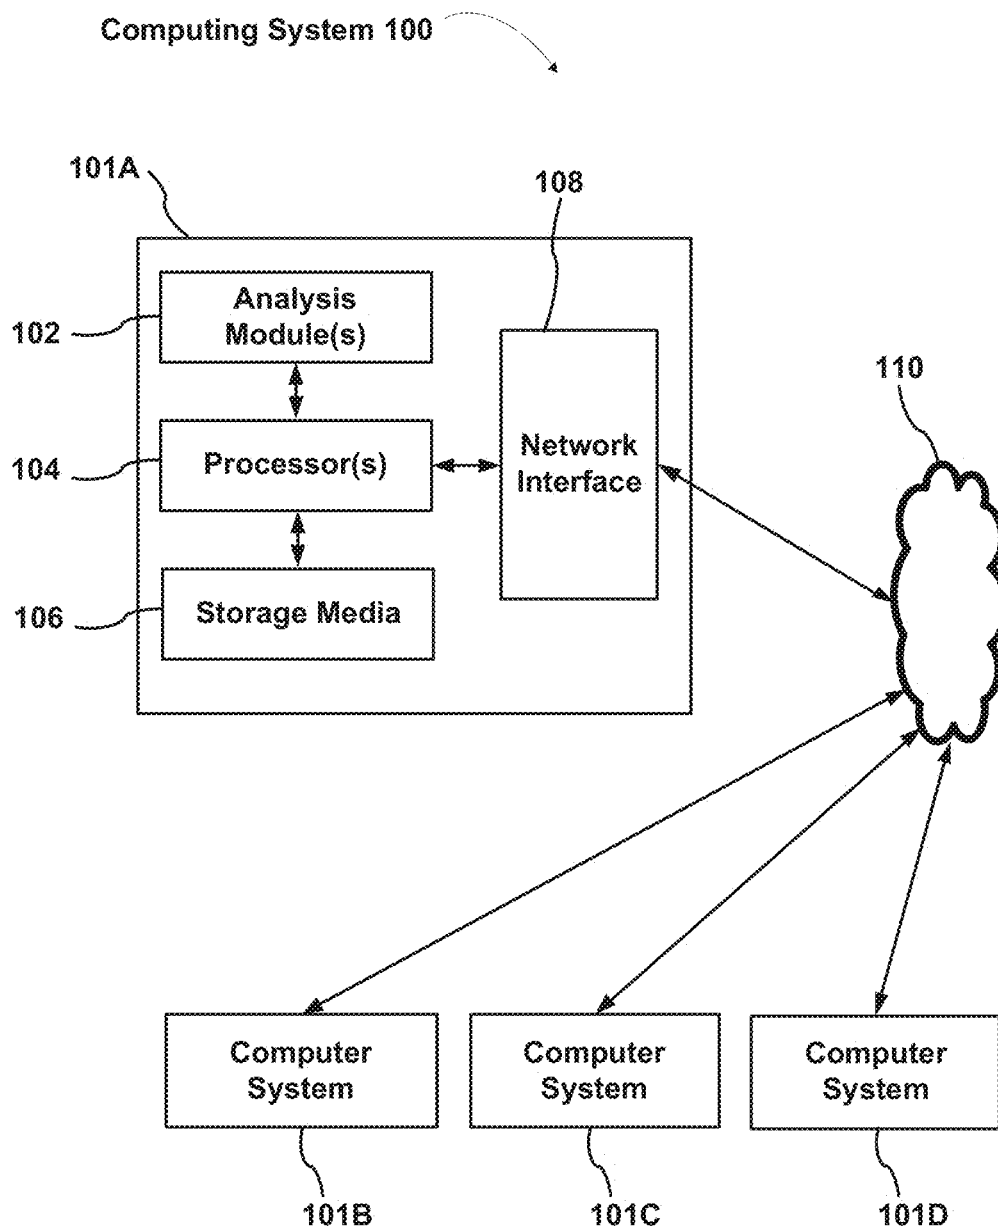 Computing System 100
101A
108
Analysis
Module(s)
102
110
Network
Interface
Processor(s)
104
Storage Media
106
Computer
System
Computer
System
Computer
System
101B
101C
101D